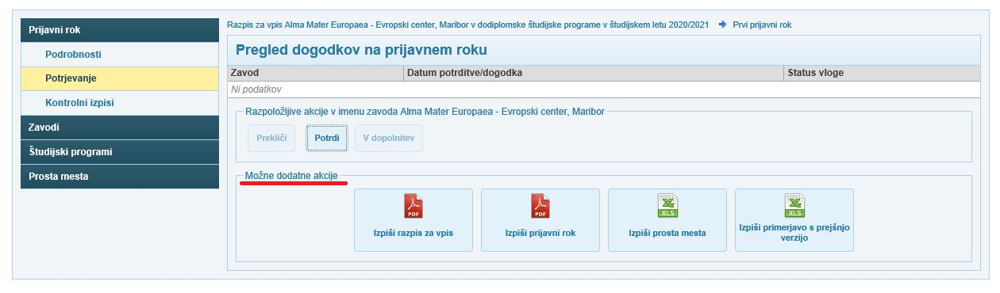 Prijavni rok
Podrobnosti
Potrjevanje
Kontrolni izpisi
Zavodi
Študijski programi
Prosta mesta
Razpis za vpis Alma Mater Europaea - Evropski center, Maribor v dodiplomske študijske programe v študijskem letu 2020/2021 Prvi prijavni rok
Pregled dogodkov na prijavnem roku
Zavod Datum potrditve/dogodka Status vloge
Ni podatkov
Razpoložljive akcije v imenu zavoda Alma Mater Europaea - Evropski center, Maribor
Prekliči Potrdi V dopolnitev
Možne dodatne akcije
PDF PDF XLS XLS
Izpiši razpis za vpis
Izpiši prijavni rok
Izpiši prosta mesta
Izpiši primerjavo s prejšnjo
verzijo